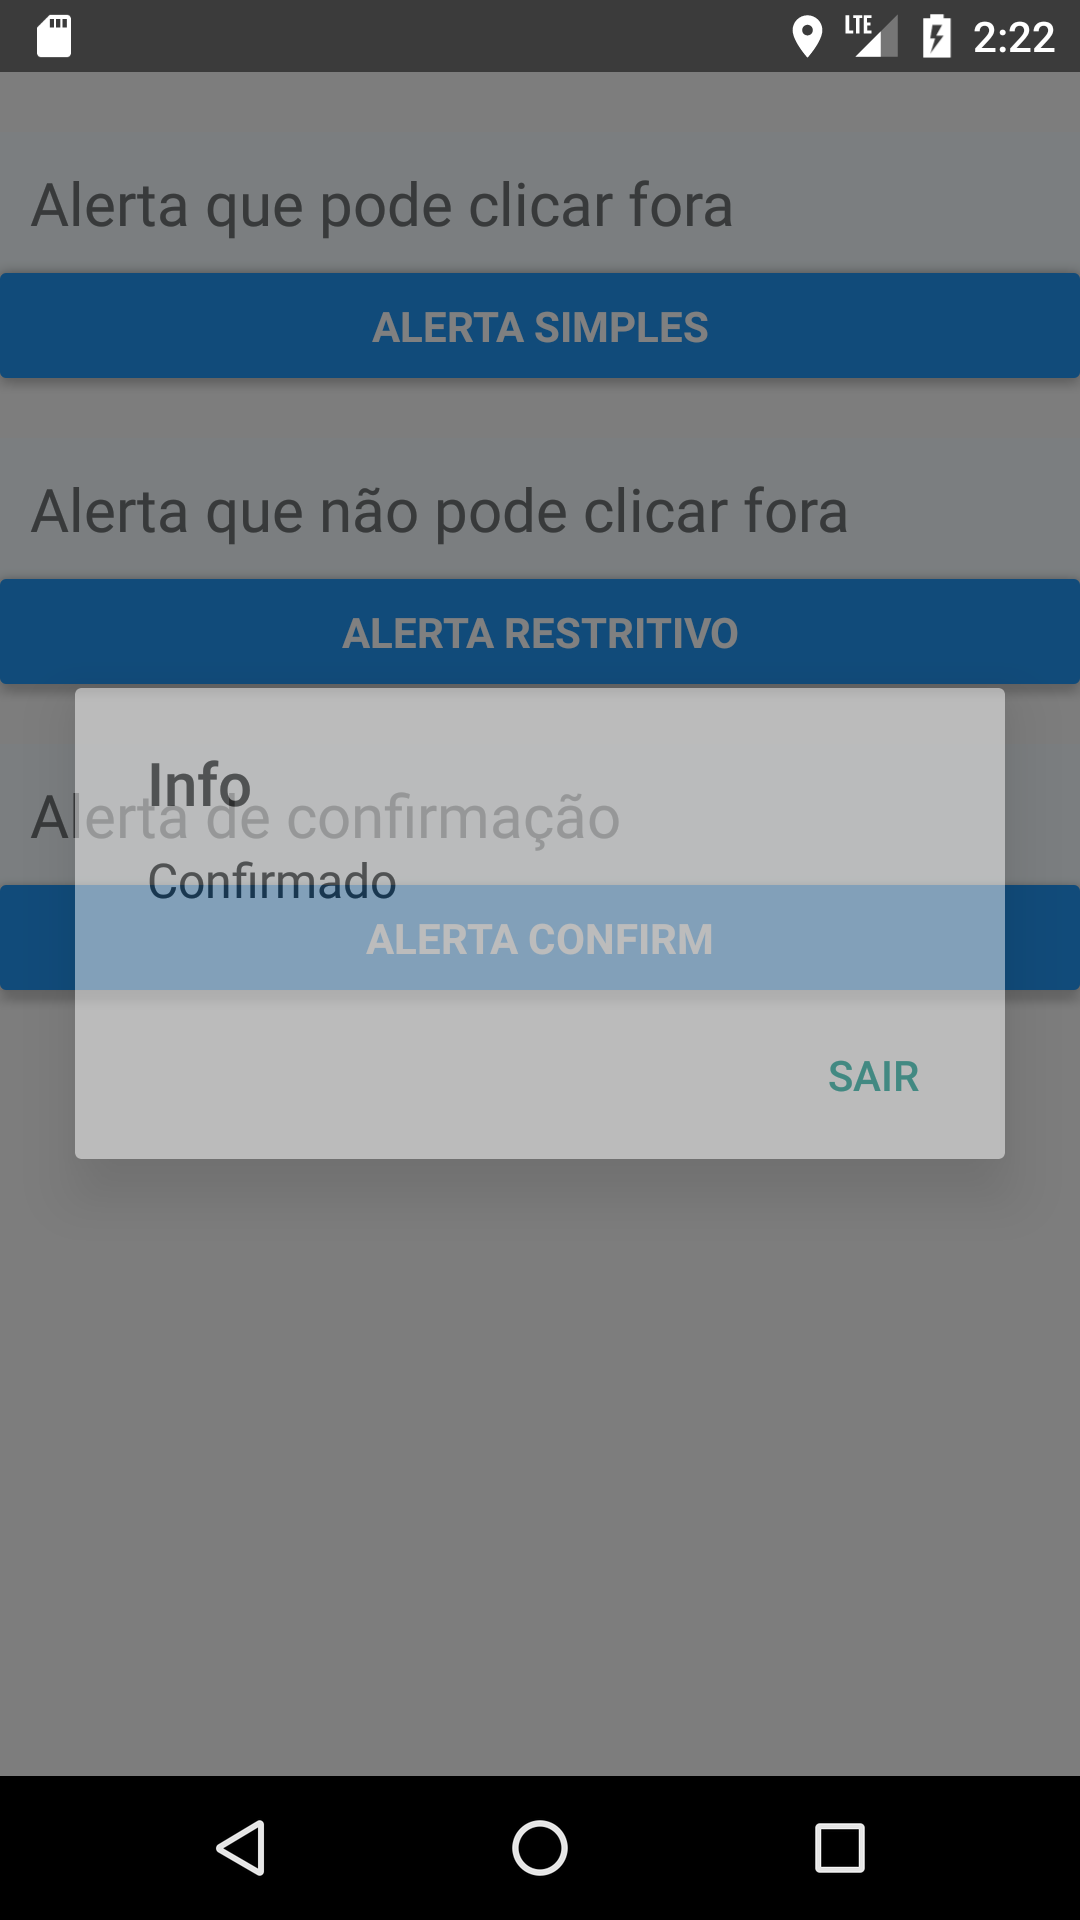 LTE 2:22
Alerta que pode clicar fora
ALERTA SIMPLES
Alerta que não pode clicar fora
ALERTA RESTRITIVO
Info
Alerta de confirmação
Confirmado
ALERTA CONFIRM
SAIR